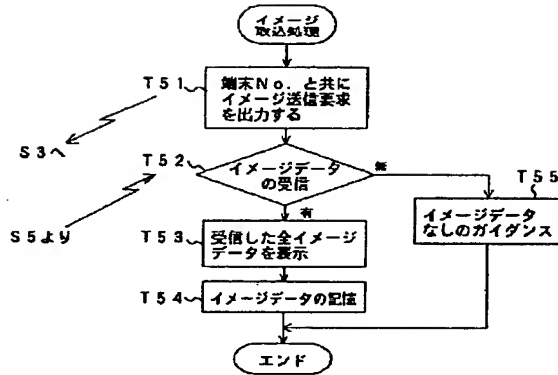 イメージ
取込処理
T51
端末No.と共に
イメージ送信要求
を出力する
S3へ
T52
イメージデータ
の受信
無
T55
イメージデータ
なしのガイダンス
S5より
有
T53
受信した全イメージ
データを表示
T54
イメージデータの記憶
エンド